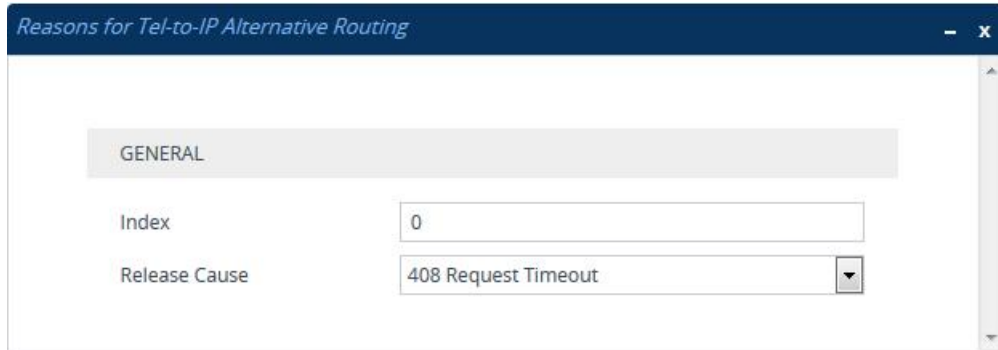 Reasons for Tel-to-IP Alternative Routing – x
GENERAL
Index 0
Release Cause 408 Request Timeout